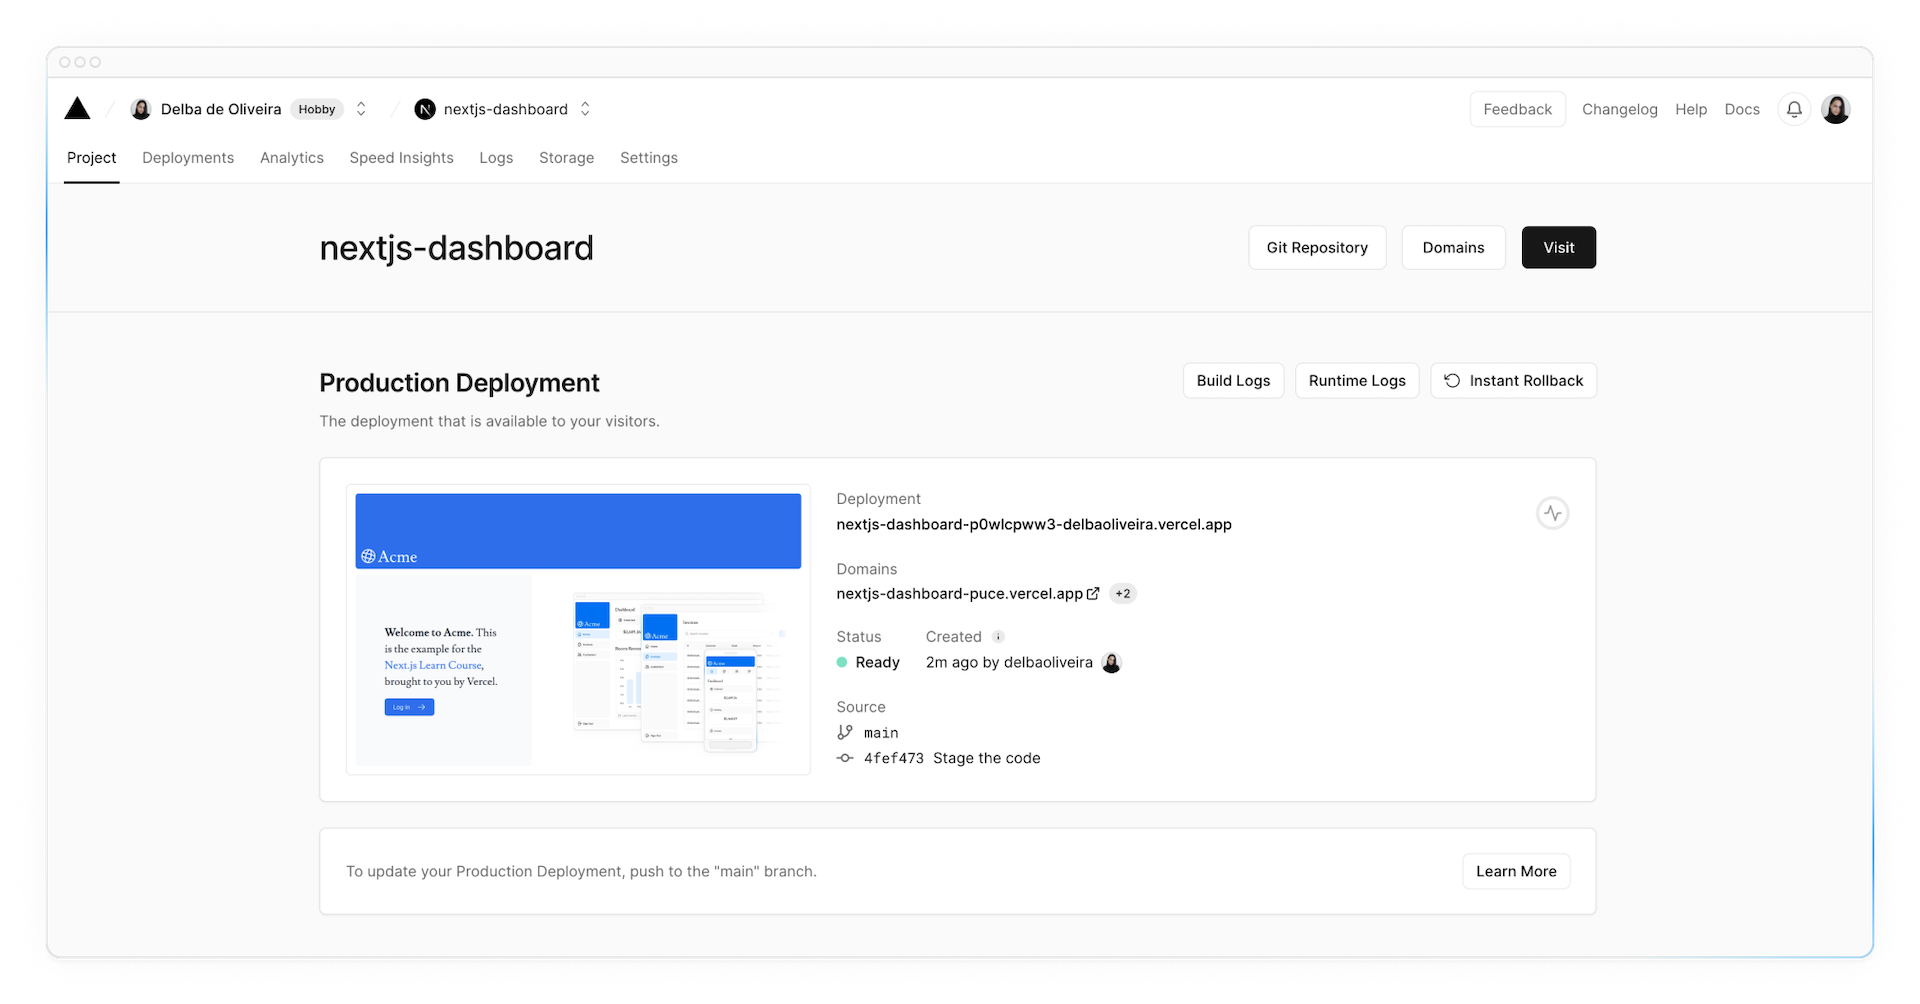 Delba de Oliveira Hobby nextjs-dashboard Feedback Changelog Help Docs
Project Deployments Analytics Speed Insights Logs Storage Settings
nextjs-dashboard Git Repository Domains Visit
Production Deployment Build Logs Runtime Logs Instant Rollback
The deployment that is available to your visitors.
Acme
Welcome to Acme. This
is the example for the
Next.js Learn Course,
brought to you by Vercel.
Log in
Deployment
nextjs-dashboard-p0wlcpww3-delbaoliveira.vercel.app
Domains
nextjs-dashboard-puce.vercel.app +2
Status Created
Ready 2m ago by delbaoliveira
Source
main
4fef473 Stage the code
To update your Production Deployment, push to the "main" branch. Learn More